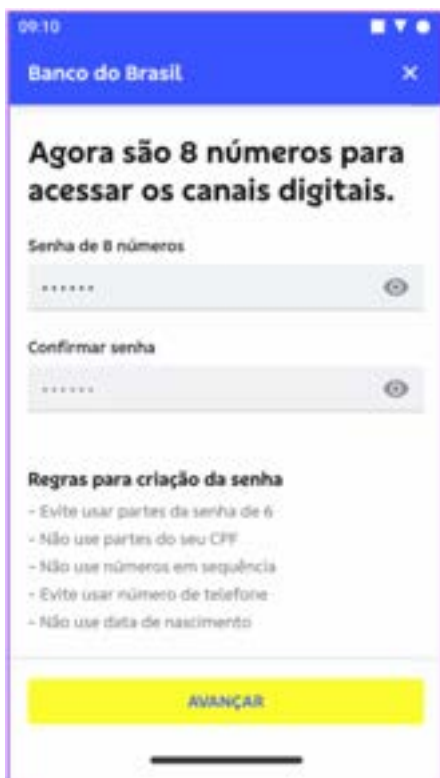 09:10
Banco do Brasil
Agora são 8 números para
acessar os canais digitais.
Senha de 8 números
Confirmar senha
Regras para criação da senha
- Evite usar partes da senha de 6
- Não use partes do seu CPF
- Não use números em sequência
- Evite usar número de telefone
- Não use data de nascimento
AVANÇAR